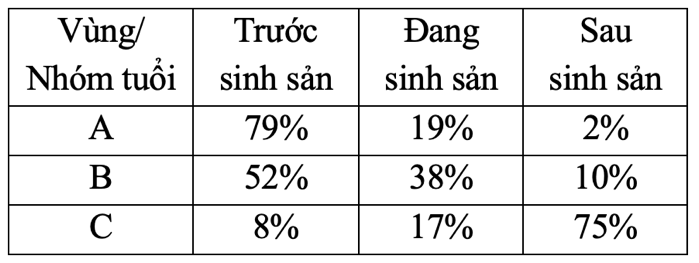 Vùng/ Trước Đang Sau
Nhóm tuổi sinh sản sinh sản sinh sản
A 79% 19% 2%
B 52% 38% 10%
C 8% 17% 75%